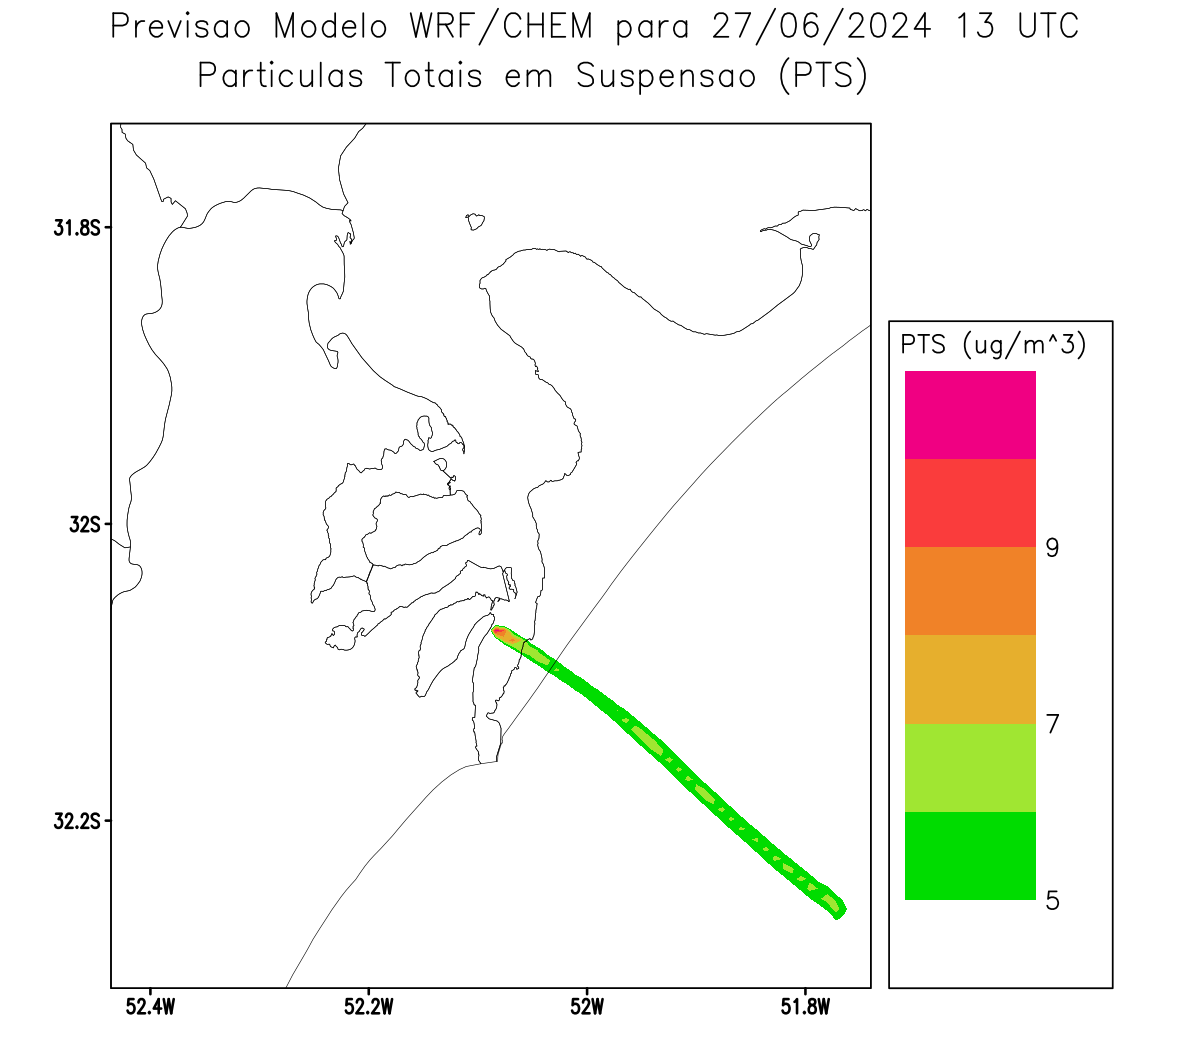 Previsao Modelo WRF/CHEM para 27/06/2024 13 UTC
Particulas Totais em Suspensao (PTS)
31.8S
32S
32.2S
52.4W 52.2W 52W 51.8W
PTS (ug/m^3)
9
7
5